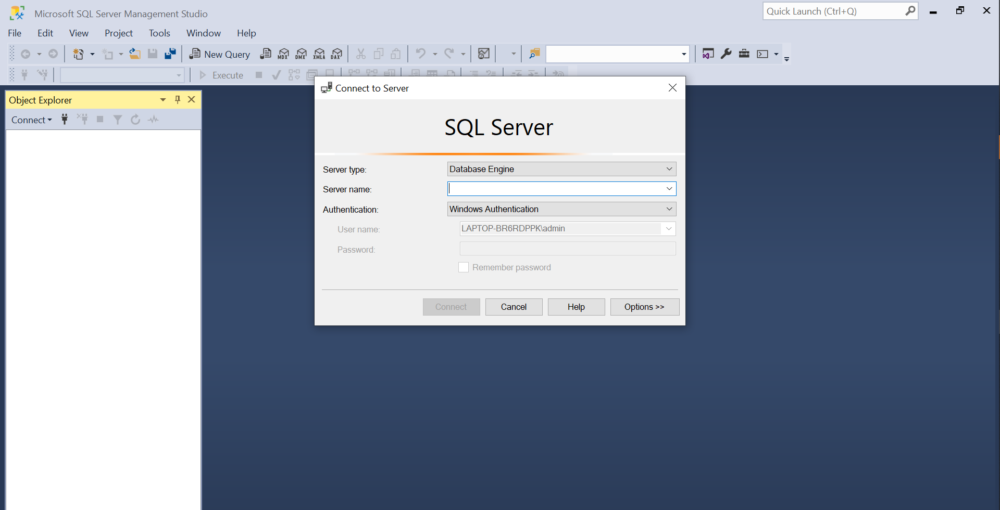 Microsoft SQL Server Management Studio
Quick Launch (Ctrl+Q)
File Edit View Project Tools Window Help
New Query MDX DMX XMLA DAX
Execute
Object Explorer
Connect
Connect to Server
SQL Server
Server type: Database Engine
Server name:
Authentication: Windows Authentication
User name: LAPTOP-BR6RDPPK\admin
Password:
Remember password
Connect Cancel Help Options >>